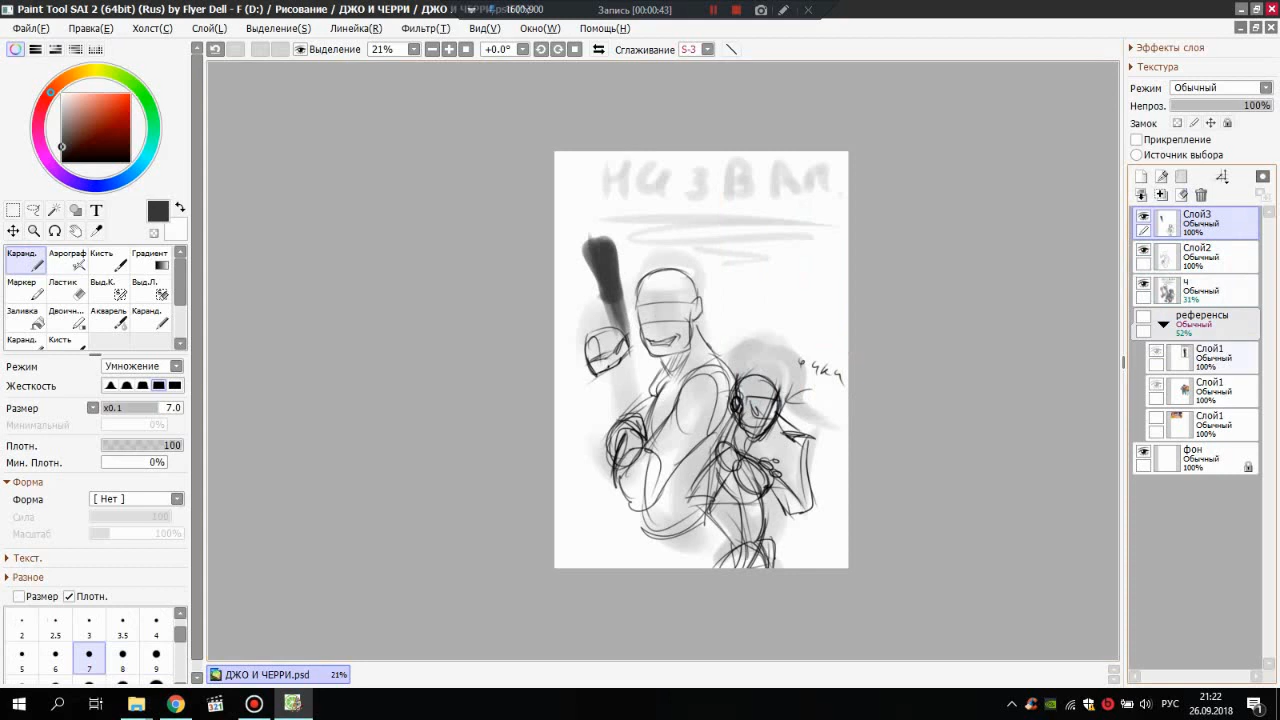 Paint Tool SAI 2 (64bit) (Rus) by Flyer Dell - F (D:) / Рисование / ДЖО И ЧЕРРИ / ДЖО
1600x900
Запись [00:00:43]
Файл(F) Правка(E) Холст(C) Слой(L) Выделение(S) Линейка(R) Фильтр(T) Вид(V) Окно(W) Помощь(H)
Выделение 21% +0.0° Сглаживание S-3
Эффекты слоя
Текстура
Режим Обычный
Непроз. 100%
Замок
Прикрепление
Источник выбора
Слой3
Обычный
100%
Слой2
Обычный
100%
ч
Обычный
31%
референсы
Обычный
52%
Слой1
Обычный
100%
Слой1
Обычный
100%
Слой1
Обычный
100%
фон
Обычный
100%
T
Каранд. Аэрограф Кисть Градиент
Маркер Ластик Выд.К. Выд.Л.
Заливка Двоичн... Акварель Каранд.
Каранд. Кисть
Режим Умножение
Жесткость
Размер x0.1 7.0
Минимальный 0%
Плотн. 100
Мин. Плотн. 0%
Форма
Форма [ Нет ]
Сила 100
Масштаб 100%
Текст.
Разное
Размер Плотн.
2 2.5 3 3.5 4
5 6 7 8 9
НАЗВАН
ДЖО И ЧЕРРИ.psd 21%
РУС
21:22
26.09.2018